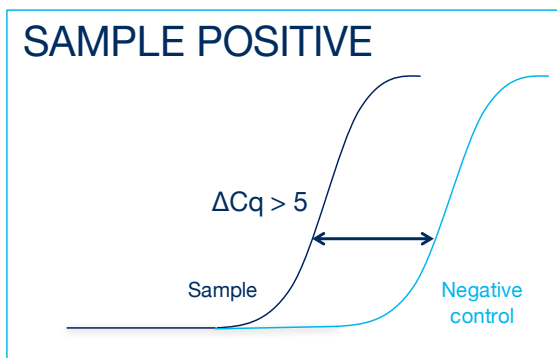 SAMPLE POSITIVE
ΔCq > 5
Sample
Negative
control